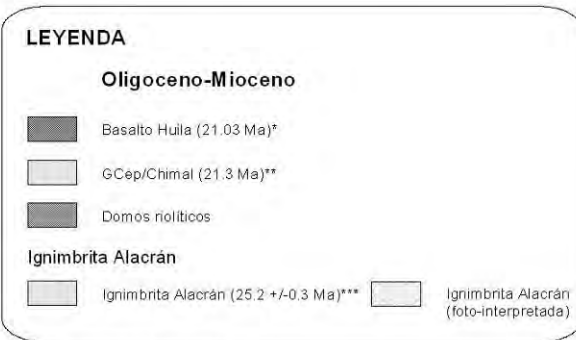 LEYENDA
Oligoceno-Mioceno
Basalto Huila (21.03 Ma)*
GCep/Chimal (21.3 Ma)**
Domos riolíticos
Ignimbrita Alacrán
Ignimbrita Alacrán (25.2 +/-0.3 Ma)***
Ignimbrita Alacrán
(foto-interpretada)